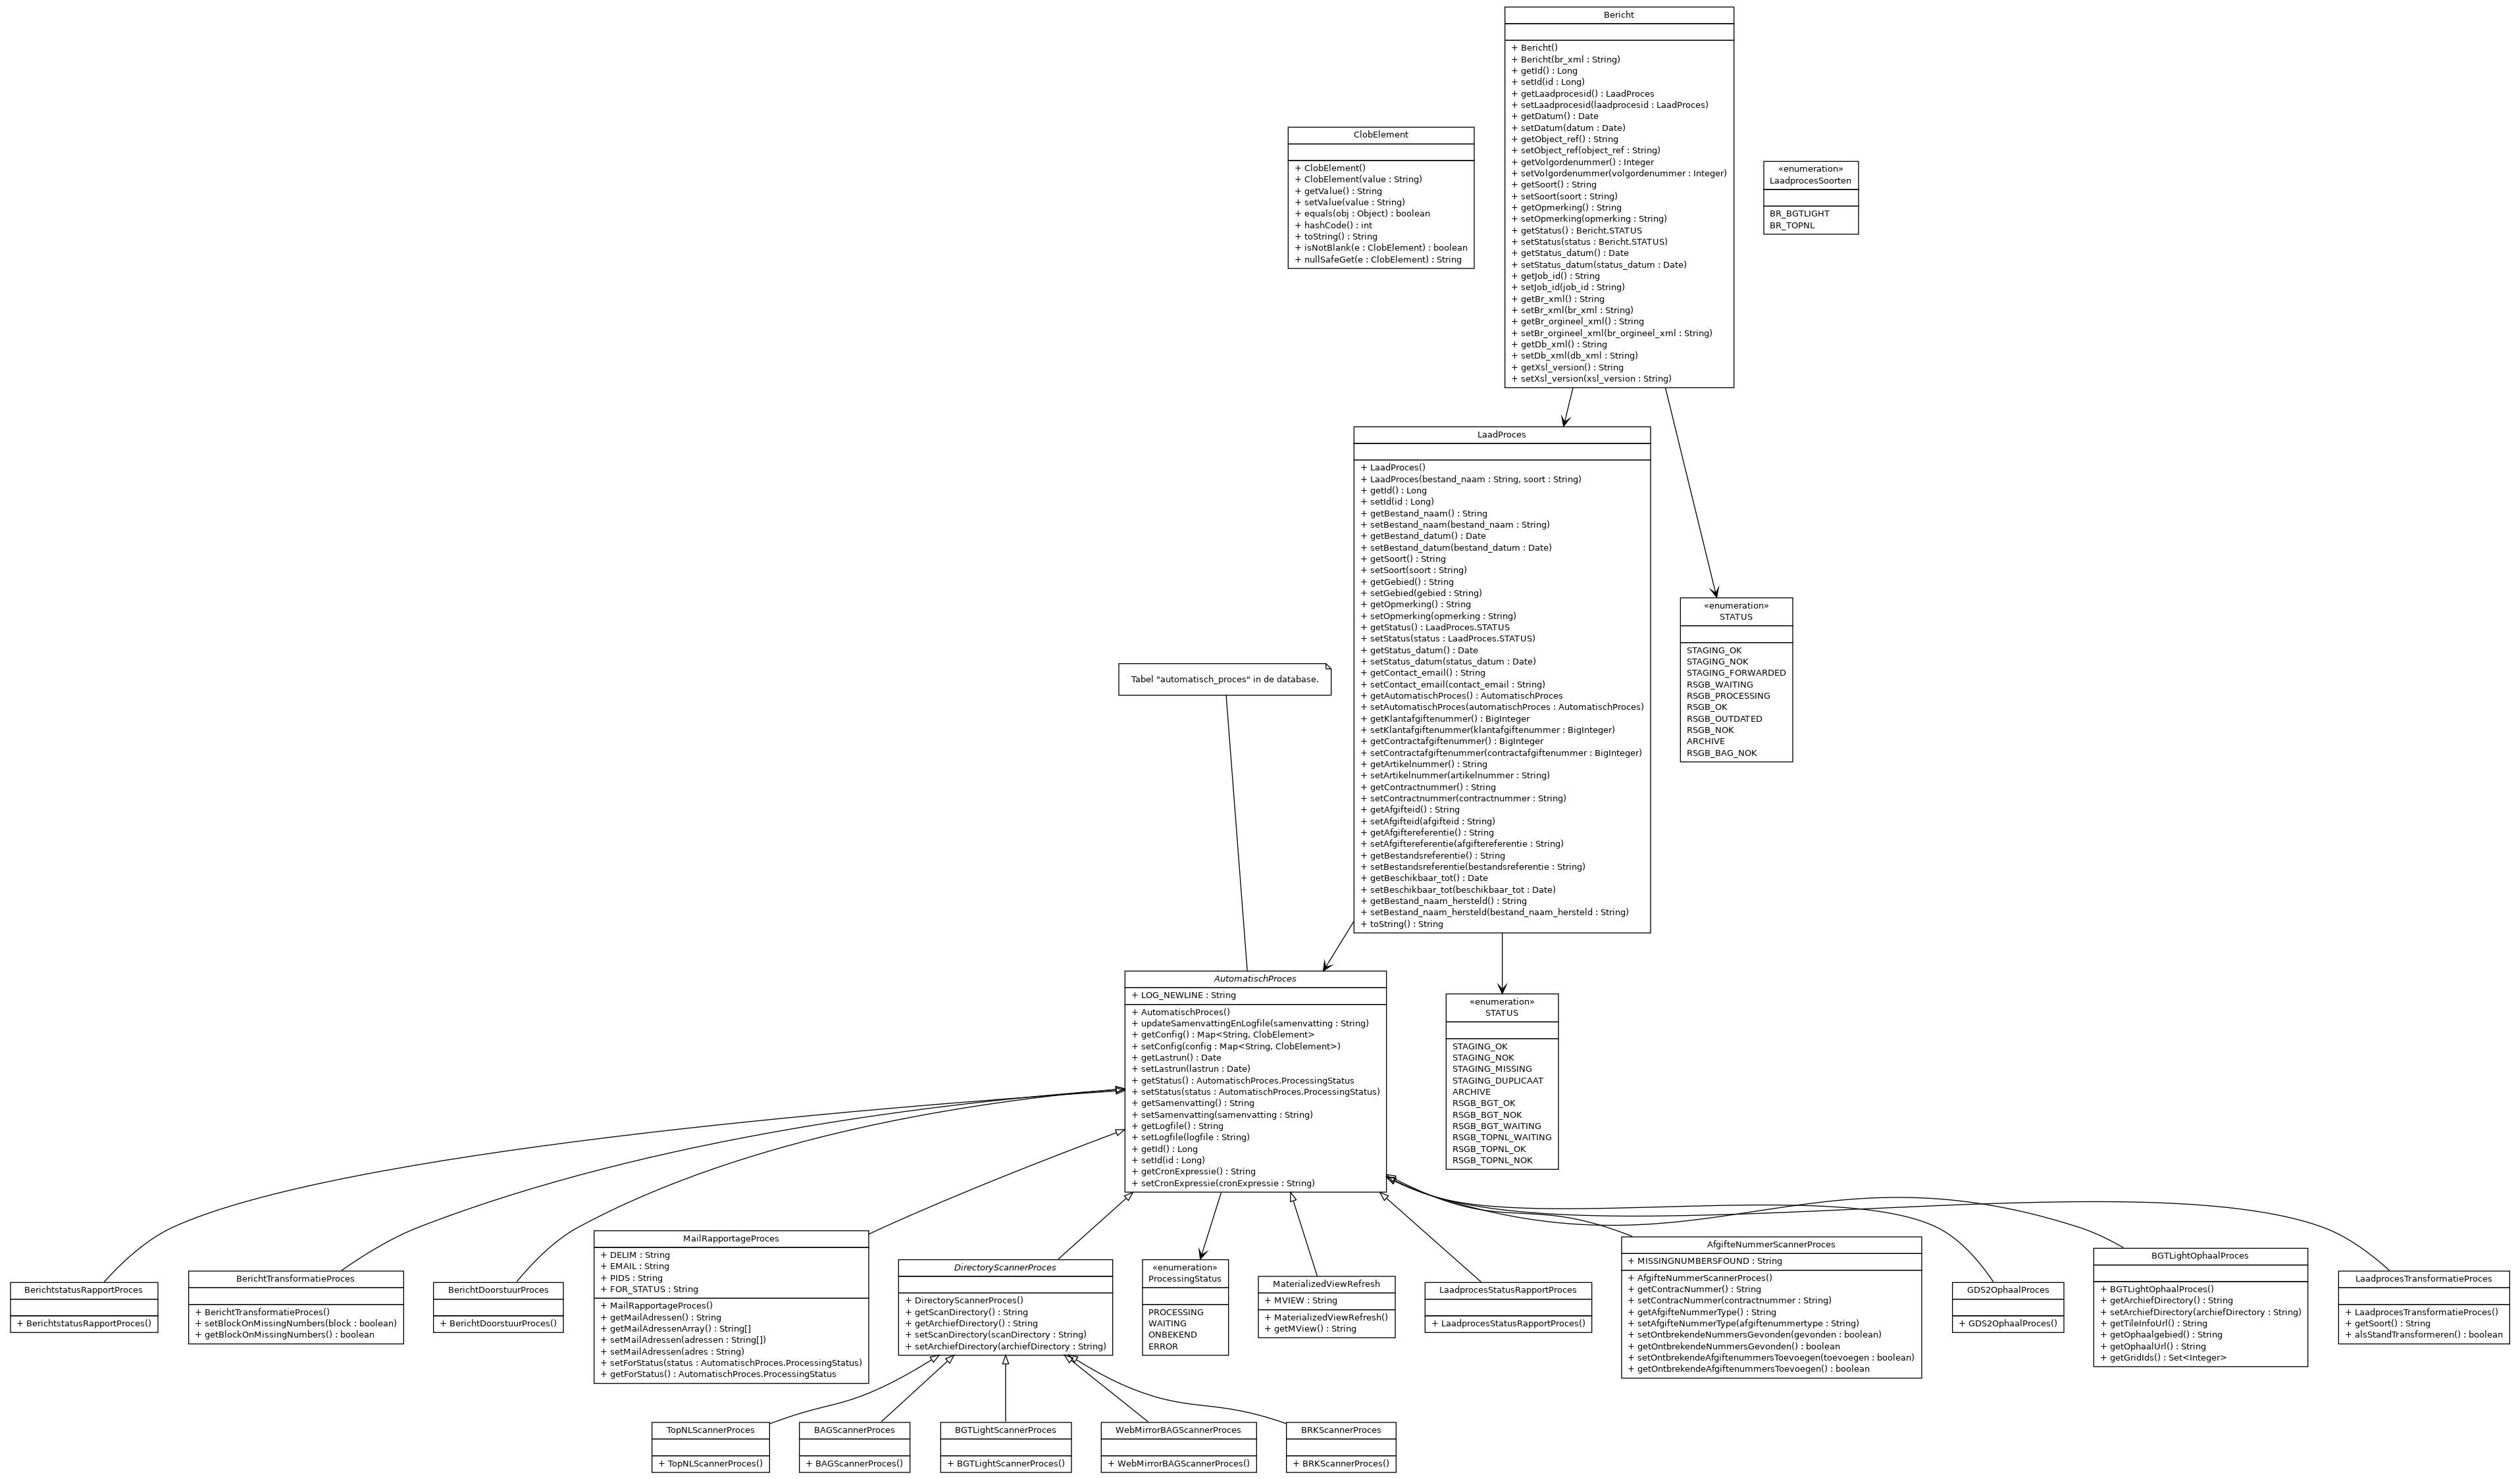 Bericht
+ Bericht()
+ Bericht(br_xml : String)
+ getId() : Long
+ setId(id : Long)
+ getLaadprocesid() : LaadProces
+ setLaadprocesid(laadprocesid : LaadProces)
+ getDatum() : Date
+ setDatum(datum : Date)
+ getObject_ref() : String
+ setObject_ref(object_ref : String)
+ getVolgordenummer() : Integer
+ setVolgordenummer(volgordenummer : Integer)
+ getSoort() : String
+ setSoort(soort : String)
+ getOpmerking() : String
+ setOpmerking(opmerking : String)
+ getStatus() : Bericht.STATUS
+ setStatus(status : Bericht.STATUS)
+ getStatus_datum() : Date
+ setStatus_datum(status_datum : Date)
+ getJob_id() : String
+ setJob_id(job_id : String)
+ getBr_xml() : String
+ setBr_xml(br_xml : String)
+ getBr_orgineel_xml() : String
+ setBr_orgineel_xml(br_orgineel_xml : String)
+ getDb_xml() : String
+ setDb_xml(db_xml : String)
+ getXsl_version() : String
+ setXsl_version(xsl_version : String)
ClobElement
+ ClobElement()
+ ClobElement(value : String)
+ getValue() : String
+ setValue(value : String)
+ equals(obj : Object) : boolean
+ hashCode() : int
+ toString() : String
+ isNotBlank(e : ClobElement) : boolean
+ nullSafeGet(e : ClobElement) : String
«enumeration»
LaadprocesSoorten
BR_BGTLIGHT
BR_TOPNL
LaadProces
+ LaadProces()
+ LaadProces(bestand_naam : String, soort : String)
+ getId() : Long
+ setId(id : Long)
+ getBestand_naam() : String
+ setBestand_naam(bestand_naam : String)
+ getBestand_datum() : Date
+ setBestand_datum(bestand_datum : Date)
+ getSoort() : String
+ setSoort(soort : String)
+ getGebied() : String
+ setGebied(gebied : String)
+ getOpmerking() : String
+ setOpmerking(opmerking : String)
+ getStatus() : LaadProces.STATUS
+ setStatus(status : LaadProces.STATUS)
+ getStatus_datum() : Date
+ setStatus_datum(status_datum : Date)
+ getContact_email() : String
+ setContact_email(contact_email : String)
+ getAutomatischProces() : AutomatischProces
+ setAutomatischProces(automatischProces : AutomatischProces)
+ getKlantafgiftenummer() : BigInteger
+ setKlantafgiftenummer(klantafgiftenummer : BigInteger)
+ getContractafgiftenummer() : BigInteger
+ setContractafgiftenummer(contractafgiftenummer : BigInteger)
+ getArtikelnummer() : String
+ setArtikelnummer(artikelnummer : String)
+ getContractnummer() : String
+ setContractnummer(contractnummer : String)
+ getAfgifteid() : String
+ setAfgifteid(afgifteid : String)
+ getAfgiftereferentie() : String
+ setAfgiftereferentie(afgiftereferentie : String)
+ getBestandsreferentie() : String
+ setBestandsreferentie(bestandsreferentie : String)
+ getBeschikbaar_tot() : Date
+ setBeschikbaar_tot(beschikbaar_tot : Date)
+ getBestand_naam_hersteld() : String
+ setBestand_naam_hersteld(bestand_naam_hersteld : String)
+ toString() : String
«enumeration»
STATUS
STAGING_OK
STAGING_NOK
STAGING_FORWARDED
RSGB_WAITING
RSGB_PROCESSING
RSGB_OK
RSGB_OUTDATED
RSGB_NOK
ARCHIVE
RSGB_BAG_NOK
Tabel "automatisch_proces" in de database.
AutomatischProces
+ LOG_NEWLINE : String
+ AutomatischProces()
+ updateSamenvattingEnLogfile(samenvatting : String)
+ getConfig() : Map<String, ClobElement>
+ setConfig(config : Map<String, ClobElement>)
+ getLastrun() : Date
+ setLastrun(lastrun : Date)
+ getStatus() : AutomatischProces.ProcessingStatus
+ setStatus(status : AutomatischProces.ProcessingStatus)
+ getSamenvatting() : String
+ setSamenvatting(samenvatting : String)
+ getLogfile() : String
+ setLogfile(logfile : String)
+ getId() : Long
+ setId(id : Long)
+ getCronExpressie() : String
+ setCronExpressie(cronExpressie : String)
«enumeration»
STATUS
STAGING_OK
STAGING_NOK
STAGING_MISSING
STAGING_DUPLICAAT
ARCHIVE
RSGB_BGT_OK
RSGB_BGT_NOK
RSGB_BGT_WAITING
RSGB_TOPNL_WAITING
RSGB_TOPNL_OK
RSGB_TOPNL_NOK
BerichtstatusRapportProces
+ BerichtstatusRapportProces()
BerichtTransformatieProces
+ BerichtTransformatieProces()
+ setBlockOnMissingNumbers(block : boolean)
+ getBlockOnMissingNumbers() : boolean
BerichtDoorstuurProces
+ BerichtDoorstuurProces()
MailRapportageProces
+ DELIM : String
+ EMAIL : String
+ PIDS : String
+ FOR_STATUS : String
+ MailRapportageProces()
+ getMailAdressen() : String
+ getMailAdressenArray() : String[]
+ setMailAdressen(adressen : String[])
+ setMailAdressen(adres : String)
+ setForStatus(status : AutomatischProces.ProcessingStatus)
+ getForStatus() : AutomatischProces.ProcessingStatus
DirectoryScannerProces
+ DirectoryScannerProces()
+ getScanDirectory() : String
+ getArchiefDirectory() : String
+ setScanDirectory(scanDirectory : String)
+ setArchiefDirectory(archiefDirectory : String)
«enumeration»
ProcessingStatus
PROCESSING
WAITING
ONBEKEND
ERROR
MaterializedViewRefresh
+ MVIEW : String
+ MaterializedViewRefresh()
+ getMView() : String
LaadprocesStatusRapportProces
+ LaadprocesStatusRapportProces()
AfgifteNummerScannerProces
+ MISSINGNUMBERSFOUND : String
+ AfgifteNummerScannerProces()
+ getContracNummer() : String
+ setContracNummer(contractnummer : String)
+ getAfgifteNummerType() : String
+ setAfgifteNummerType(afgiftenummertype : String)
+ setOntbrekendeNummersGevonden(gevonden : boolean)
+ getOntbrekendeNummersGevonden() : boolean
+ setOntbrekendeAfgiftenummersToevoegen(toevoegen : boolean)
+ getOntbrekendeAfgiftenummersToevoegen() : boolean
GDS2OphaalProces
+ GDS2OphaalProces()
BGTLightOphaalProces
+ BGTLightOphaalProces()
+ getArchiefDirectory() : String
+ setArchiefDirectory(archiefDirectory : String)
+ getTileInfoUrl() : String
+ getOphaalgebied() : String
+ getOphaalUrl() : String
+ getGridIds() : Set<Integer>
LaadprocesTransformatieProces
+ LaadprocesTransformatieProces()
+ getSoort() : String
+ alsStandTransformeren() : boolean
TopNLScannerProces
+ TopNLScannerProces()
BAGScannerProces
+ BAGScannerProces()
BGTLightScannerProces
+ BGTLightScannerProces()
WebMirrorBAGScannerProces
+ WebMirrorBAGScannerProces()
BRKScannerProces
+ BRKScannerProces()